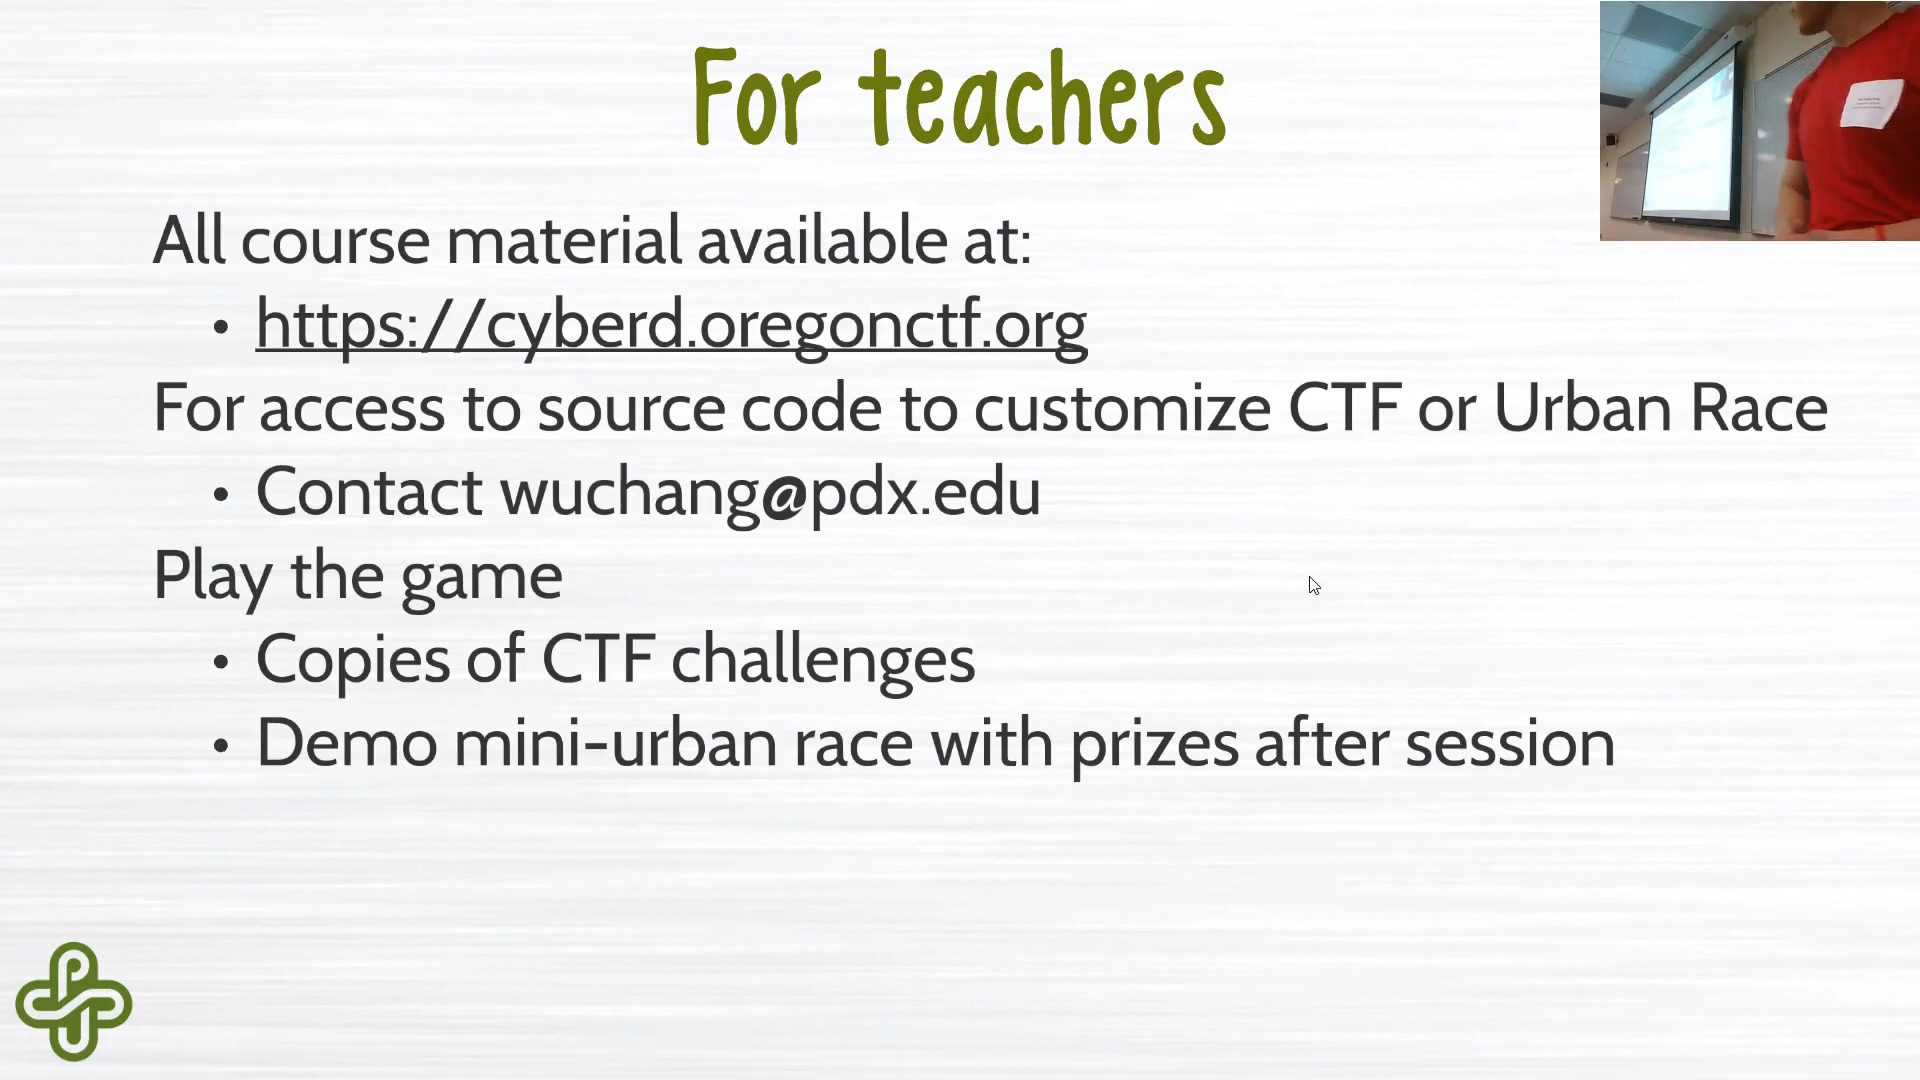 For teachers
All course material available at:
• https://cyberd.oregonctf.org
For access to source code to customize CTF or Urban Race
• Contact wuchang@pdx.edu
Play the game
• Copies of CTF challenges
• Demo mini-urban race with prizes after session